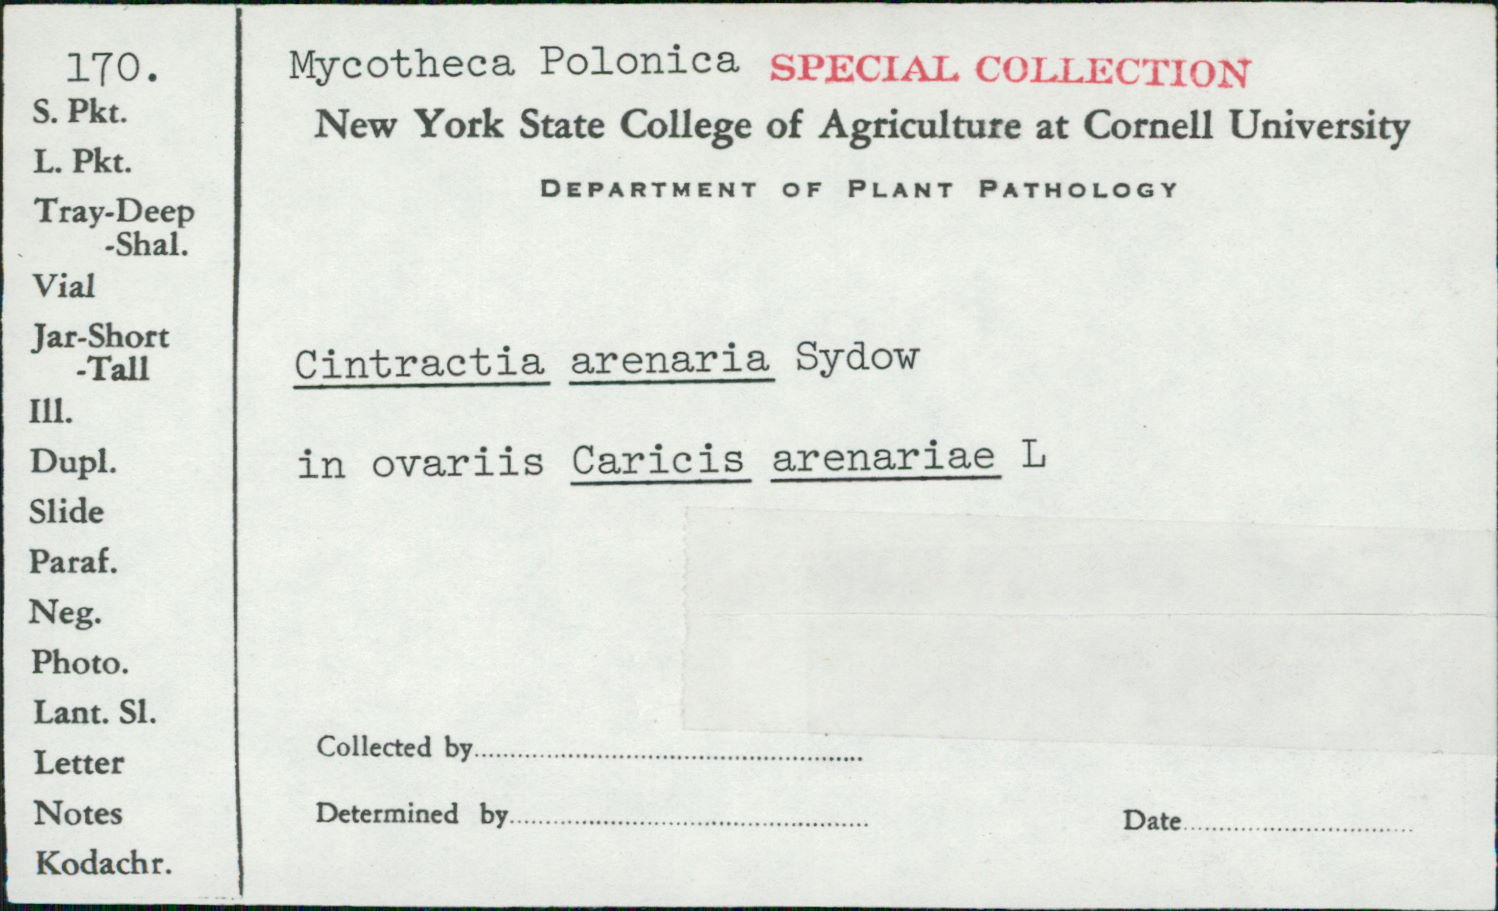 170.
S. Pkt.
L. Pkt.
Tray-Deep
-Shal.
Vial
Jar-Short
-Tall
Ill.
Dupl.
Slide
Paraf.
Neg.
Photo.
Lant. Sl.
Letter
Notes
Kodachr.
Mycotheca Polonica SPECIAL COLLECTION
New York State College of Agriculture at Cornell University
DEPARTMENT OF PLANT PATHOLOGY
Cintractia arenaria Sydow
in ovariis Caricis arenariae L
Collected by
Determined by
Date